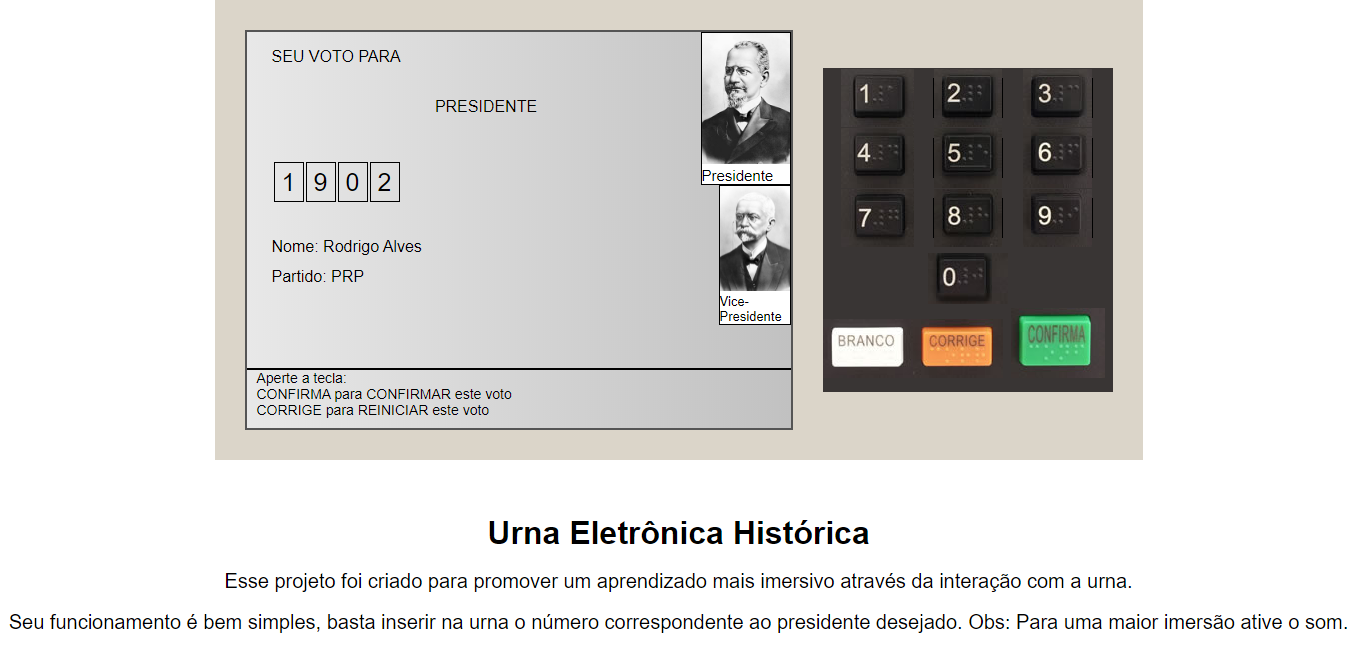 SEU VOTO PARA
PRESIDENTE
1 9 0 2
Nome: Rodrigo Alves
Partido: PRP
Presidente
Vice-
Presidente
Aperte a tecla:
CONFIRMA para CONFIRMAR este voto
CORRIGE para REINICIAR este voto
1 2 3
4 5 6
7 8 9
0
BRANCO CORRIGE CONFIRMA
Urna Eletrônica Histórica
Esse projeto foi criado para promover um aprendizado mais imersivo através da interação com a urna.
Seu funcionamento é bem simples, basta inserir na urna o número correspondente ao presidente desejado. Obs: Para uma maior imersão ative o som.